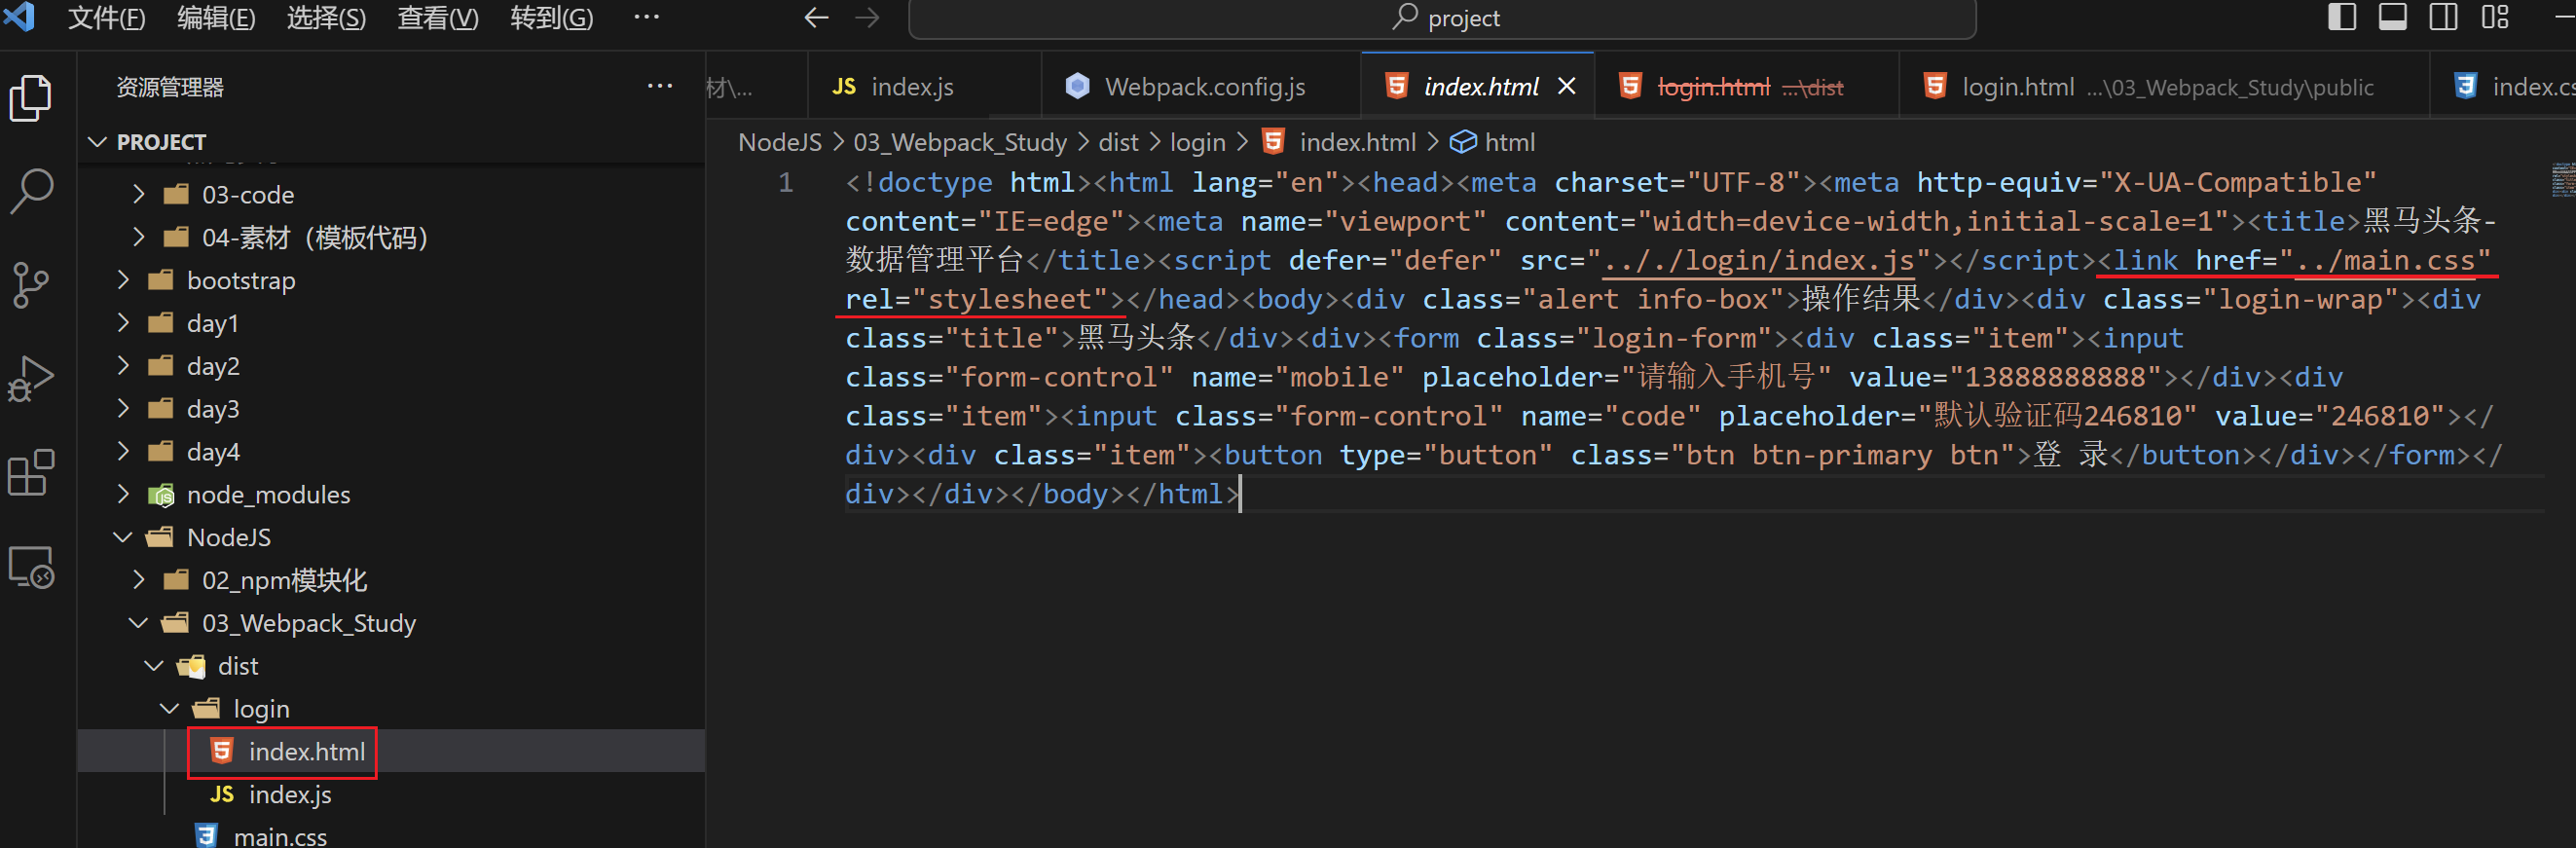 文件(F) 编辑(E) 选择(S) 查看(V) 转到(G) ··· project
资源管理器 ···
材\... JS index.js Webpack.config.js index.html login.html ...\dist login.html ...\03_Webpack_Study\public index.cs
PROJECT
NodeJS > 03_Webpack_Study > dist > login > index.html > html
03-code
04-素材（模板代码）
bootstrap
day1
day2
day3
day4
node_modules
NodeJS
02_npm模块化
03_Webpack_Study
dist
login
index.html
JS index.js
main.css
1 <!doctype html><html lang="en"><head><meta charset="UTF-8"><meta http-equiv="X-UA-Compatible"
content="IE=edge"><meta name="viewport" content="width=device-width,initial-scale=1"><title>黑马头条-
数据管理平台</title><script defer="defer" src=".././login/index.js"></script><link href="../main.css"
rel="stylesheet"></head><body><div class="alert info-box">操作结果</div><div class="login-wrap"><div
class="title">黑马头条</div><div><form class="login-form"><div class="item"><input
class="form-control" name="mobile" placeholder="请输入手机号" value="13888888888"></div><div
class="item"><input class="form-control" name="code" placeholder="默认验证码246810" value="246810"></
div><div class="item"><button type="button" class="btn btn-primary btn">登 录</button></div></form></
div></div></body></html>